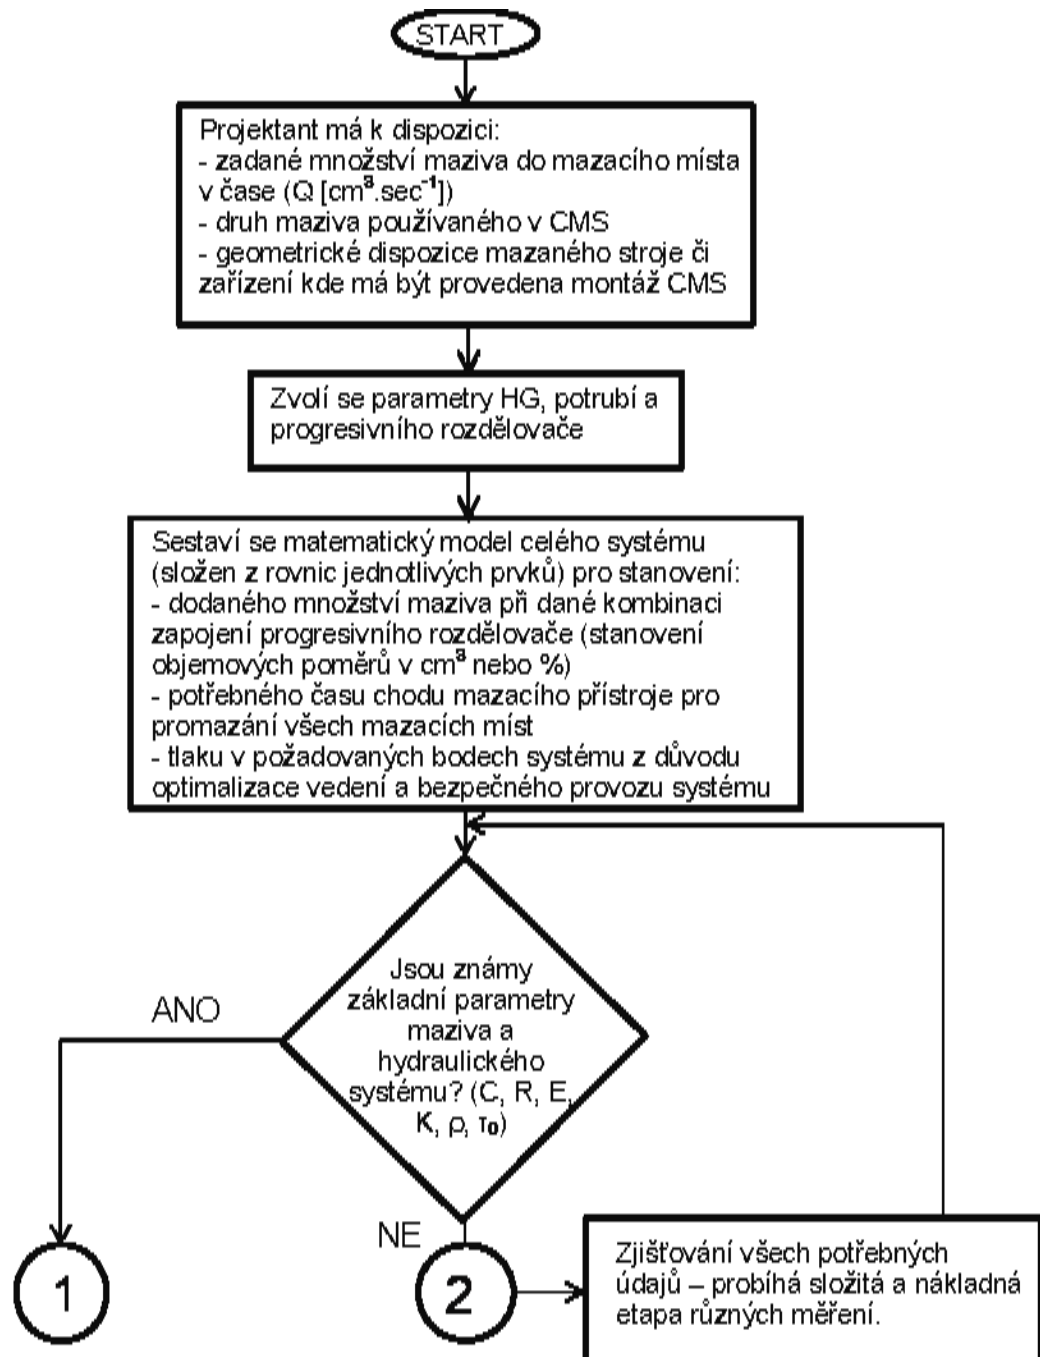 START
Projektant má k dispozici:
- zadané množství maziva do mazacího místa
v čase (Q [cm³.sec⁻¹])
- druh maziva používaného v CMS
- geometrické dispozice mazaného stroje či
zařízení kde má být provedena montáž CMS
Zvolí se parametry HG, potrubí a
progresivního rozdělovače
Sestaví se matematický model celého systému
(složen z rovnic jednotlivých prvků) pro stanovení:
- dodaného množství maziva při dané kombinaci
zapojení progresivního rozdělovače (stanovení
objemových poměrů v cm³ nebo %)
- potřebného času chodu mazacího přístroje pro
promazání všech mazacích míst
- tlaku v požadovaných bodech systému z důvodu
optimalizace vedení a bezpečného provozu systému
Jsou známy
základní parametry
maziva a
hydraulického
systému? (C, R, E,
K, ρ, τ₀)
ANO
NE
1
2
Zjišťování všech potřebných
údajů – probíhá složitá a nákladná
etapa různých měření.